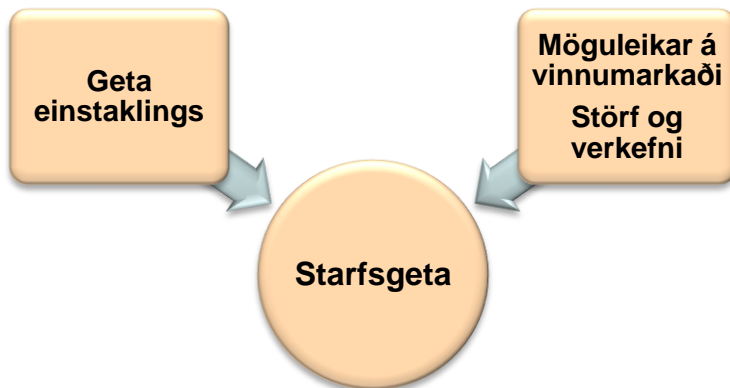 Geta
einstaklings
Möguleikar á
vinnumarkaði
Störf og
verkefni
Starfsgeta